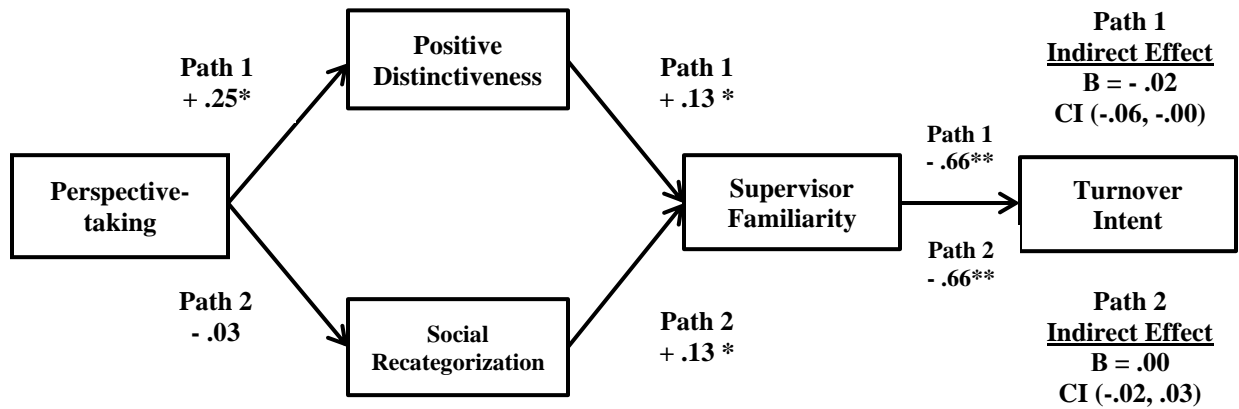 Path 1
+ .25*
Positive
Distinctiveness
Path 1
+ .13 *
Path 1
Indirect Effect
B = - .02
CI (-.06, -.00)
Perspective-
taking
Supervisor
Familiarity
Path 1
- .66**
Path 2
- .66**
Turnover
Intent
Path 2
- .03
Social
Recategorization
Path 2
+ .13 *
Path 2
Indirect Effect
B = .00
CI (-.02, .03)